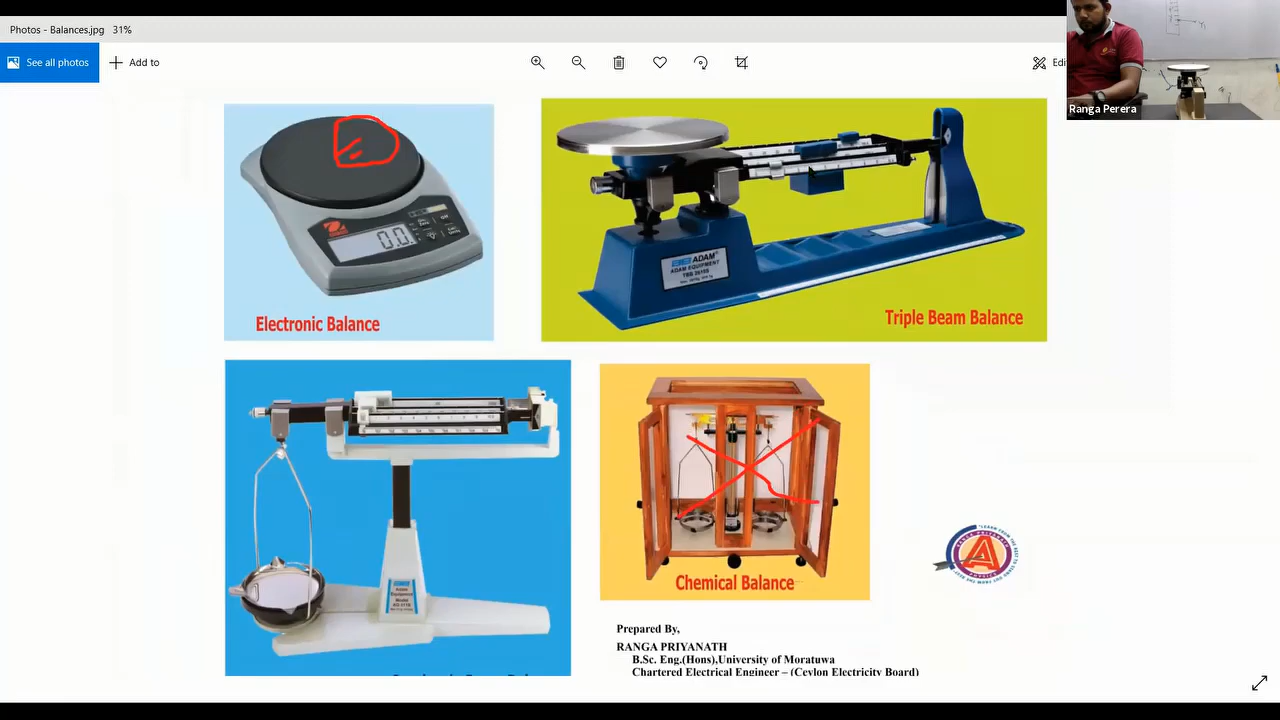 Photos - Balances.jpg 31%
See all photos
Add to
Ranga Perera
0.0
Electronic Balance
ADAM
ADAM EQUIPMENT
Triple Beam Balance
Chemical Balance
A
Prepared By,
RANGA PRIYANATH
B.Sc. Eng.(Hons),University of Moratuwa
Chartered Electrical Engineer – (Ceylon Electricity Board)